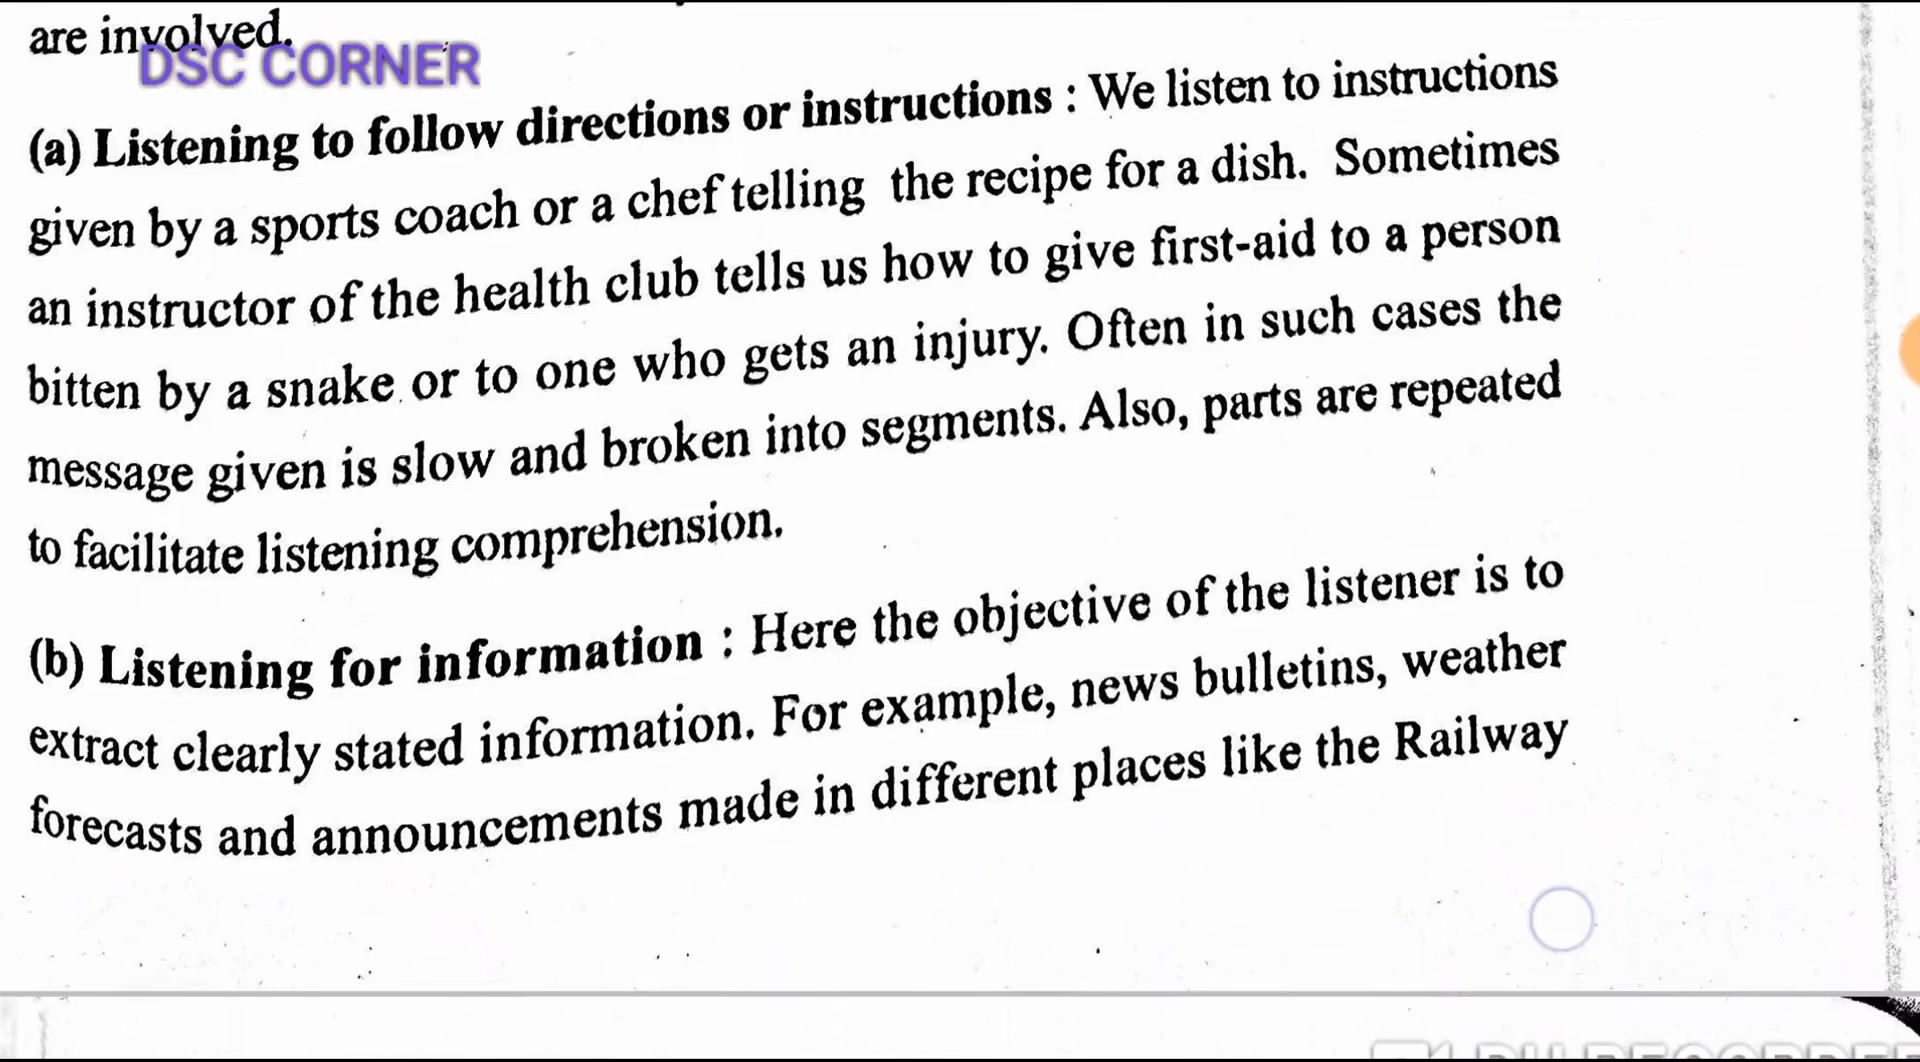 are involved.
DSC CORNER
(a) Listening to follow directions or instructions : We listen to instructions
given by a sports coach or a chef telling the recipe for a dish. Sometimes
an instructor of the health club tells us how to give first-aid to a person
bitten by a snake or to one who gets an injury. Often in such cases the
message given is slow and broken into segments. Also, parts are repeated
to facilitate listening comprehension.
(b) Listening for information : Here the objective of the listener is to
extract clearly stated information. For example, news bulletins, weather
forecasts and announcements made in different places like the Railway